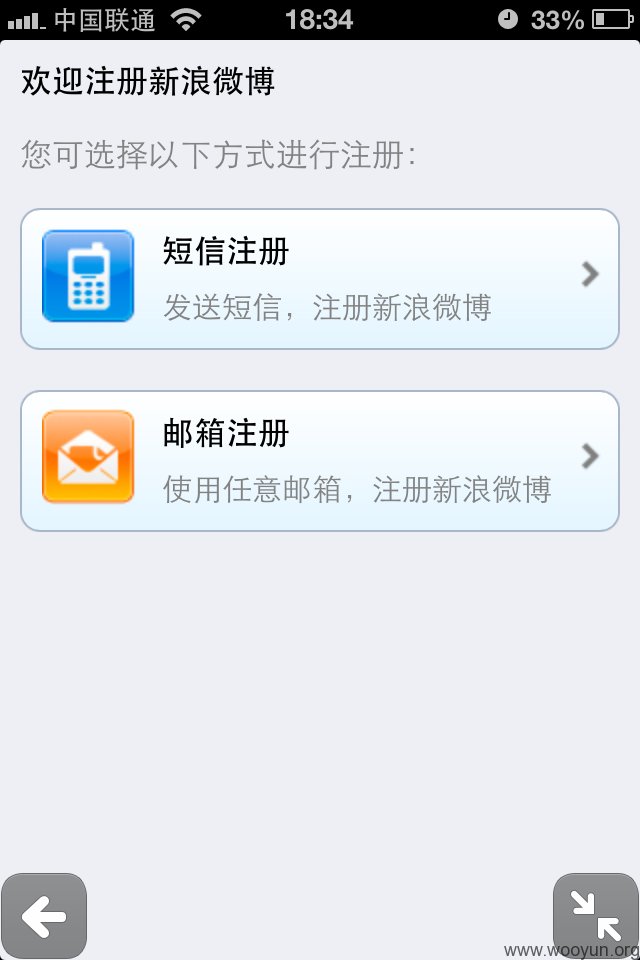 中国联通 18:34 33%
欢迎注册新浪微博
您可选择以下方式进行注册：
短信注册
发送短信，注册新浪微博
邮箱注册
使用任意邮箱，注册新浪微博
www.wooyun.org